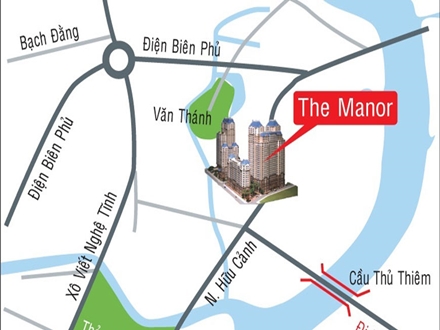 Bạch Đằng
Điện Biên Phủ
The Manor
Văn Thánh
Điện Biên Phủ
Xô Viết Nghệ Tĩnh
N. Hữu Cảnh
Cầu Thủ Thiêm